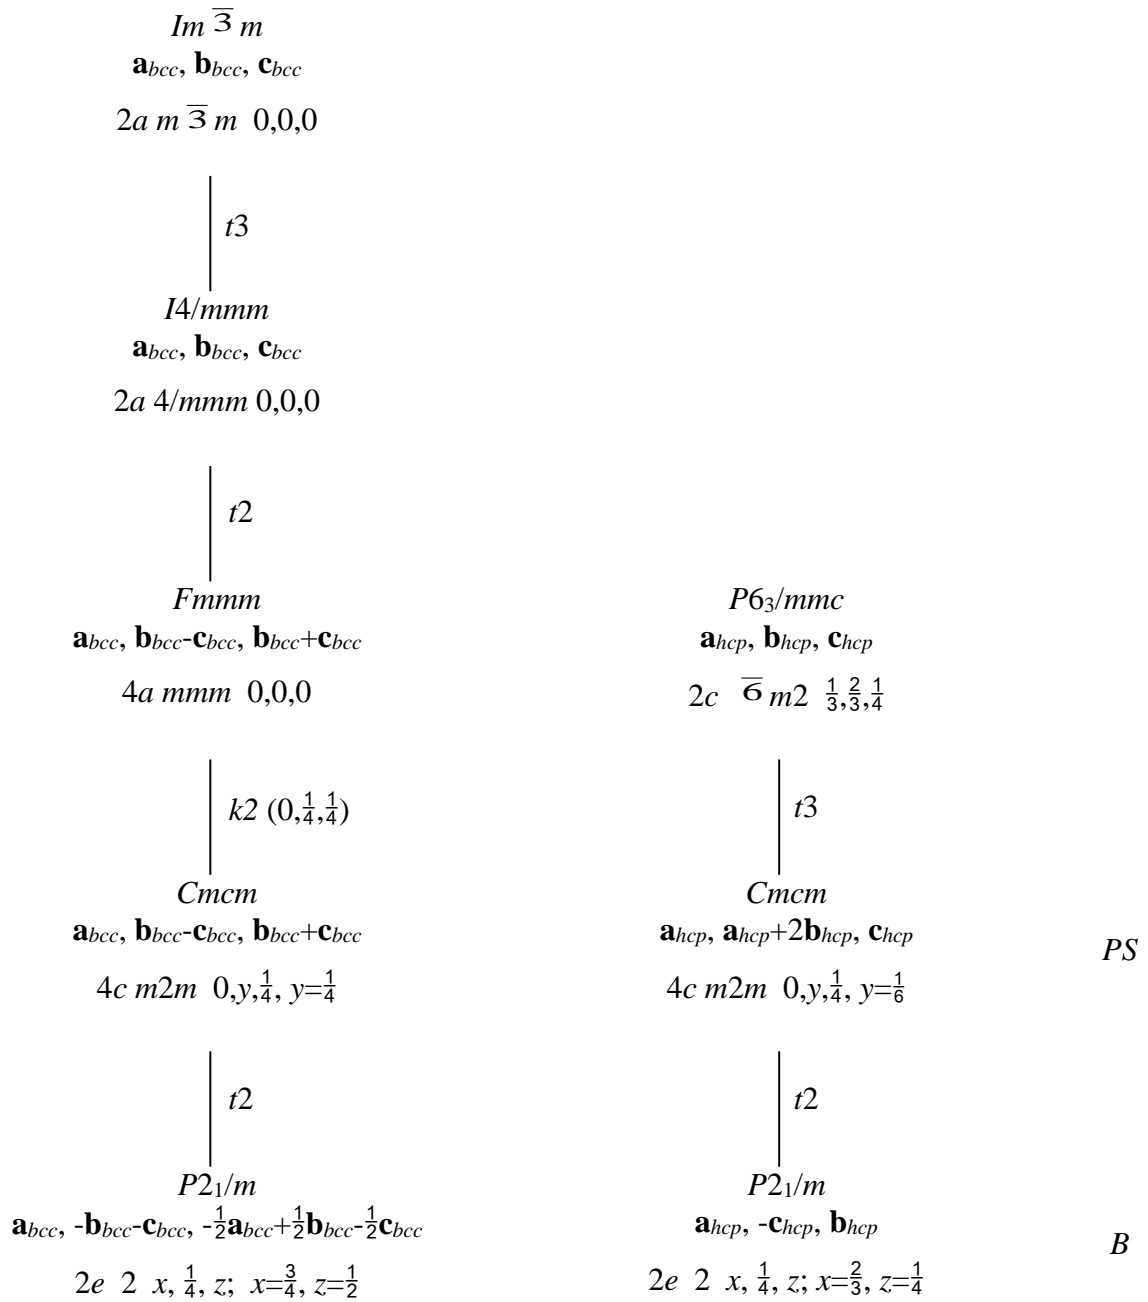 Im 3̅ m
a_bcc, b_bcc, c_bcc
2a m 3̅ m 0,0,0
t3
I4/mmm
a_bcc, b_bcc, c_bcc
2a 4/mmm 0,0,0
t2
Fmmm
a_bcc, b_bcc-c_bcc, b_bcc+c_bcc
4a mmm 0,0,0
P6₃/mmc
a_hcp, b_hcp, c_hcp
2c 6̅ m2 1/3,2/3,1/4
k2 (0,1/4,1/4)
t3
Cmcm
a_bcc, b_bcc-c_bcc, b_bcc+c_bcc
4c m2m 0,y,1/4, y=1/4
Cmcm
a_hcp, a_hcp+2b_hcp, c_hcp
4c m2m 0,y,1/4, y=1/6
PS
t2
t2
P2₁/m
a_bcc, -b_bcc-c_bcc, -1/2a_bcc+1/2b_bcc-1/2c_bcc
2e 2 x, 1/4, z; x=3/4, z=1/2
P2₁/m
a_hcp, -c_hcp, b_hcp
2e 2 x, 1/4, z; x=2/3, z=1/4
B